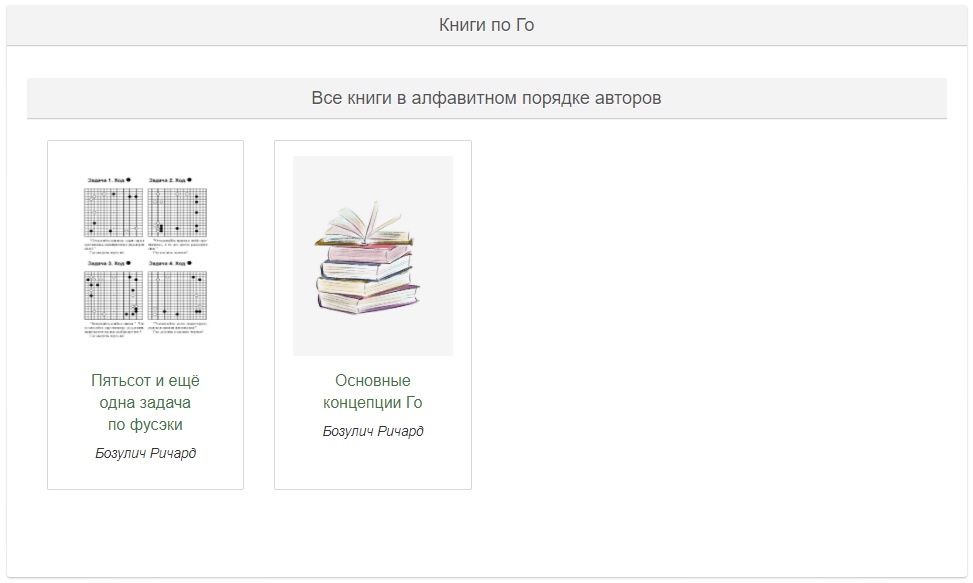 Книги по Го
Все книги в алфавитном порядке авторов
Задача 1. Ход
Задача 2. Ход
Задача 3. Ход
Задача 4. Ход
Пятьсот и ещё
одна задача
по фусэки
Бозулич Ричард
Основные
концепции Го
Бозулич Ричард